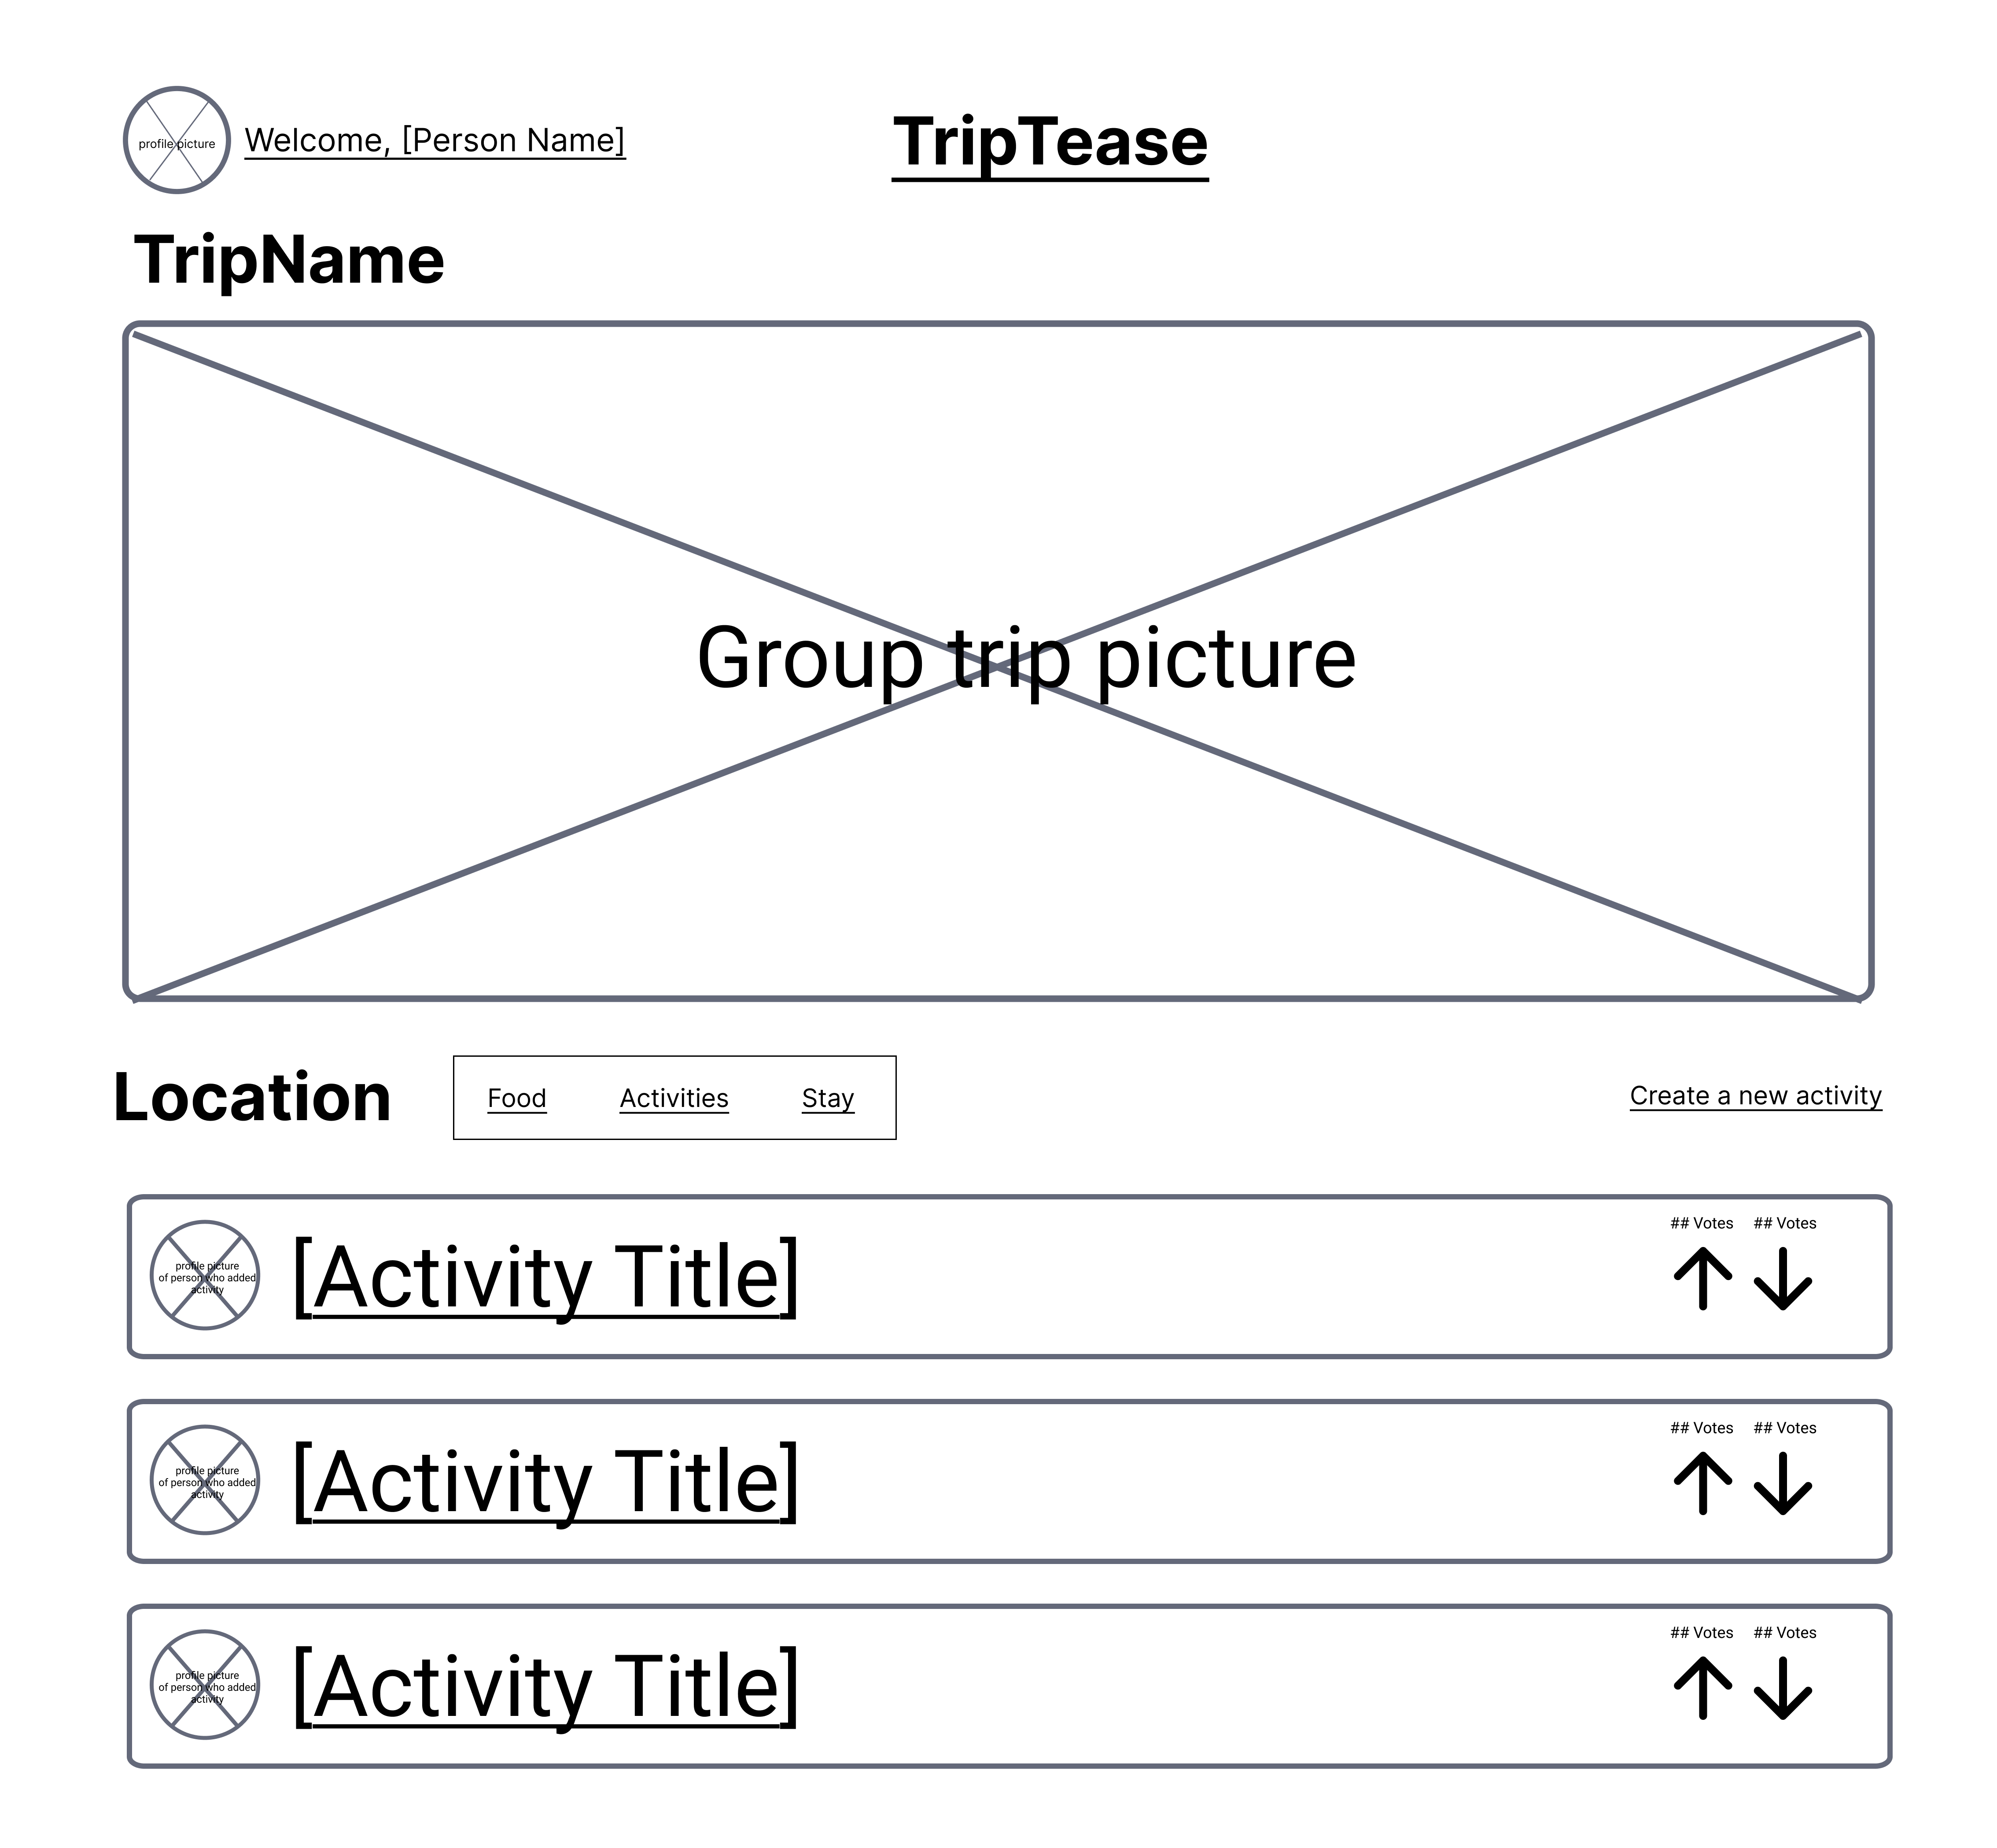 profile picture
Welcome, [Person Name]
TripTease
TripName
Group trip picture
Location
Food
Activities
Stay
Create a new activity
profile picture
of person who added
activity
[Activity Title]
## Votes
## Votes
profile picture
of person who added
activity
[Activity Title]
## Votes
## Votes
profile picture
of person who added
activity
[Activity Title]
## Votes
## Votes